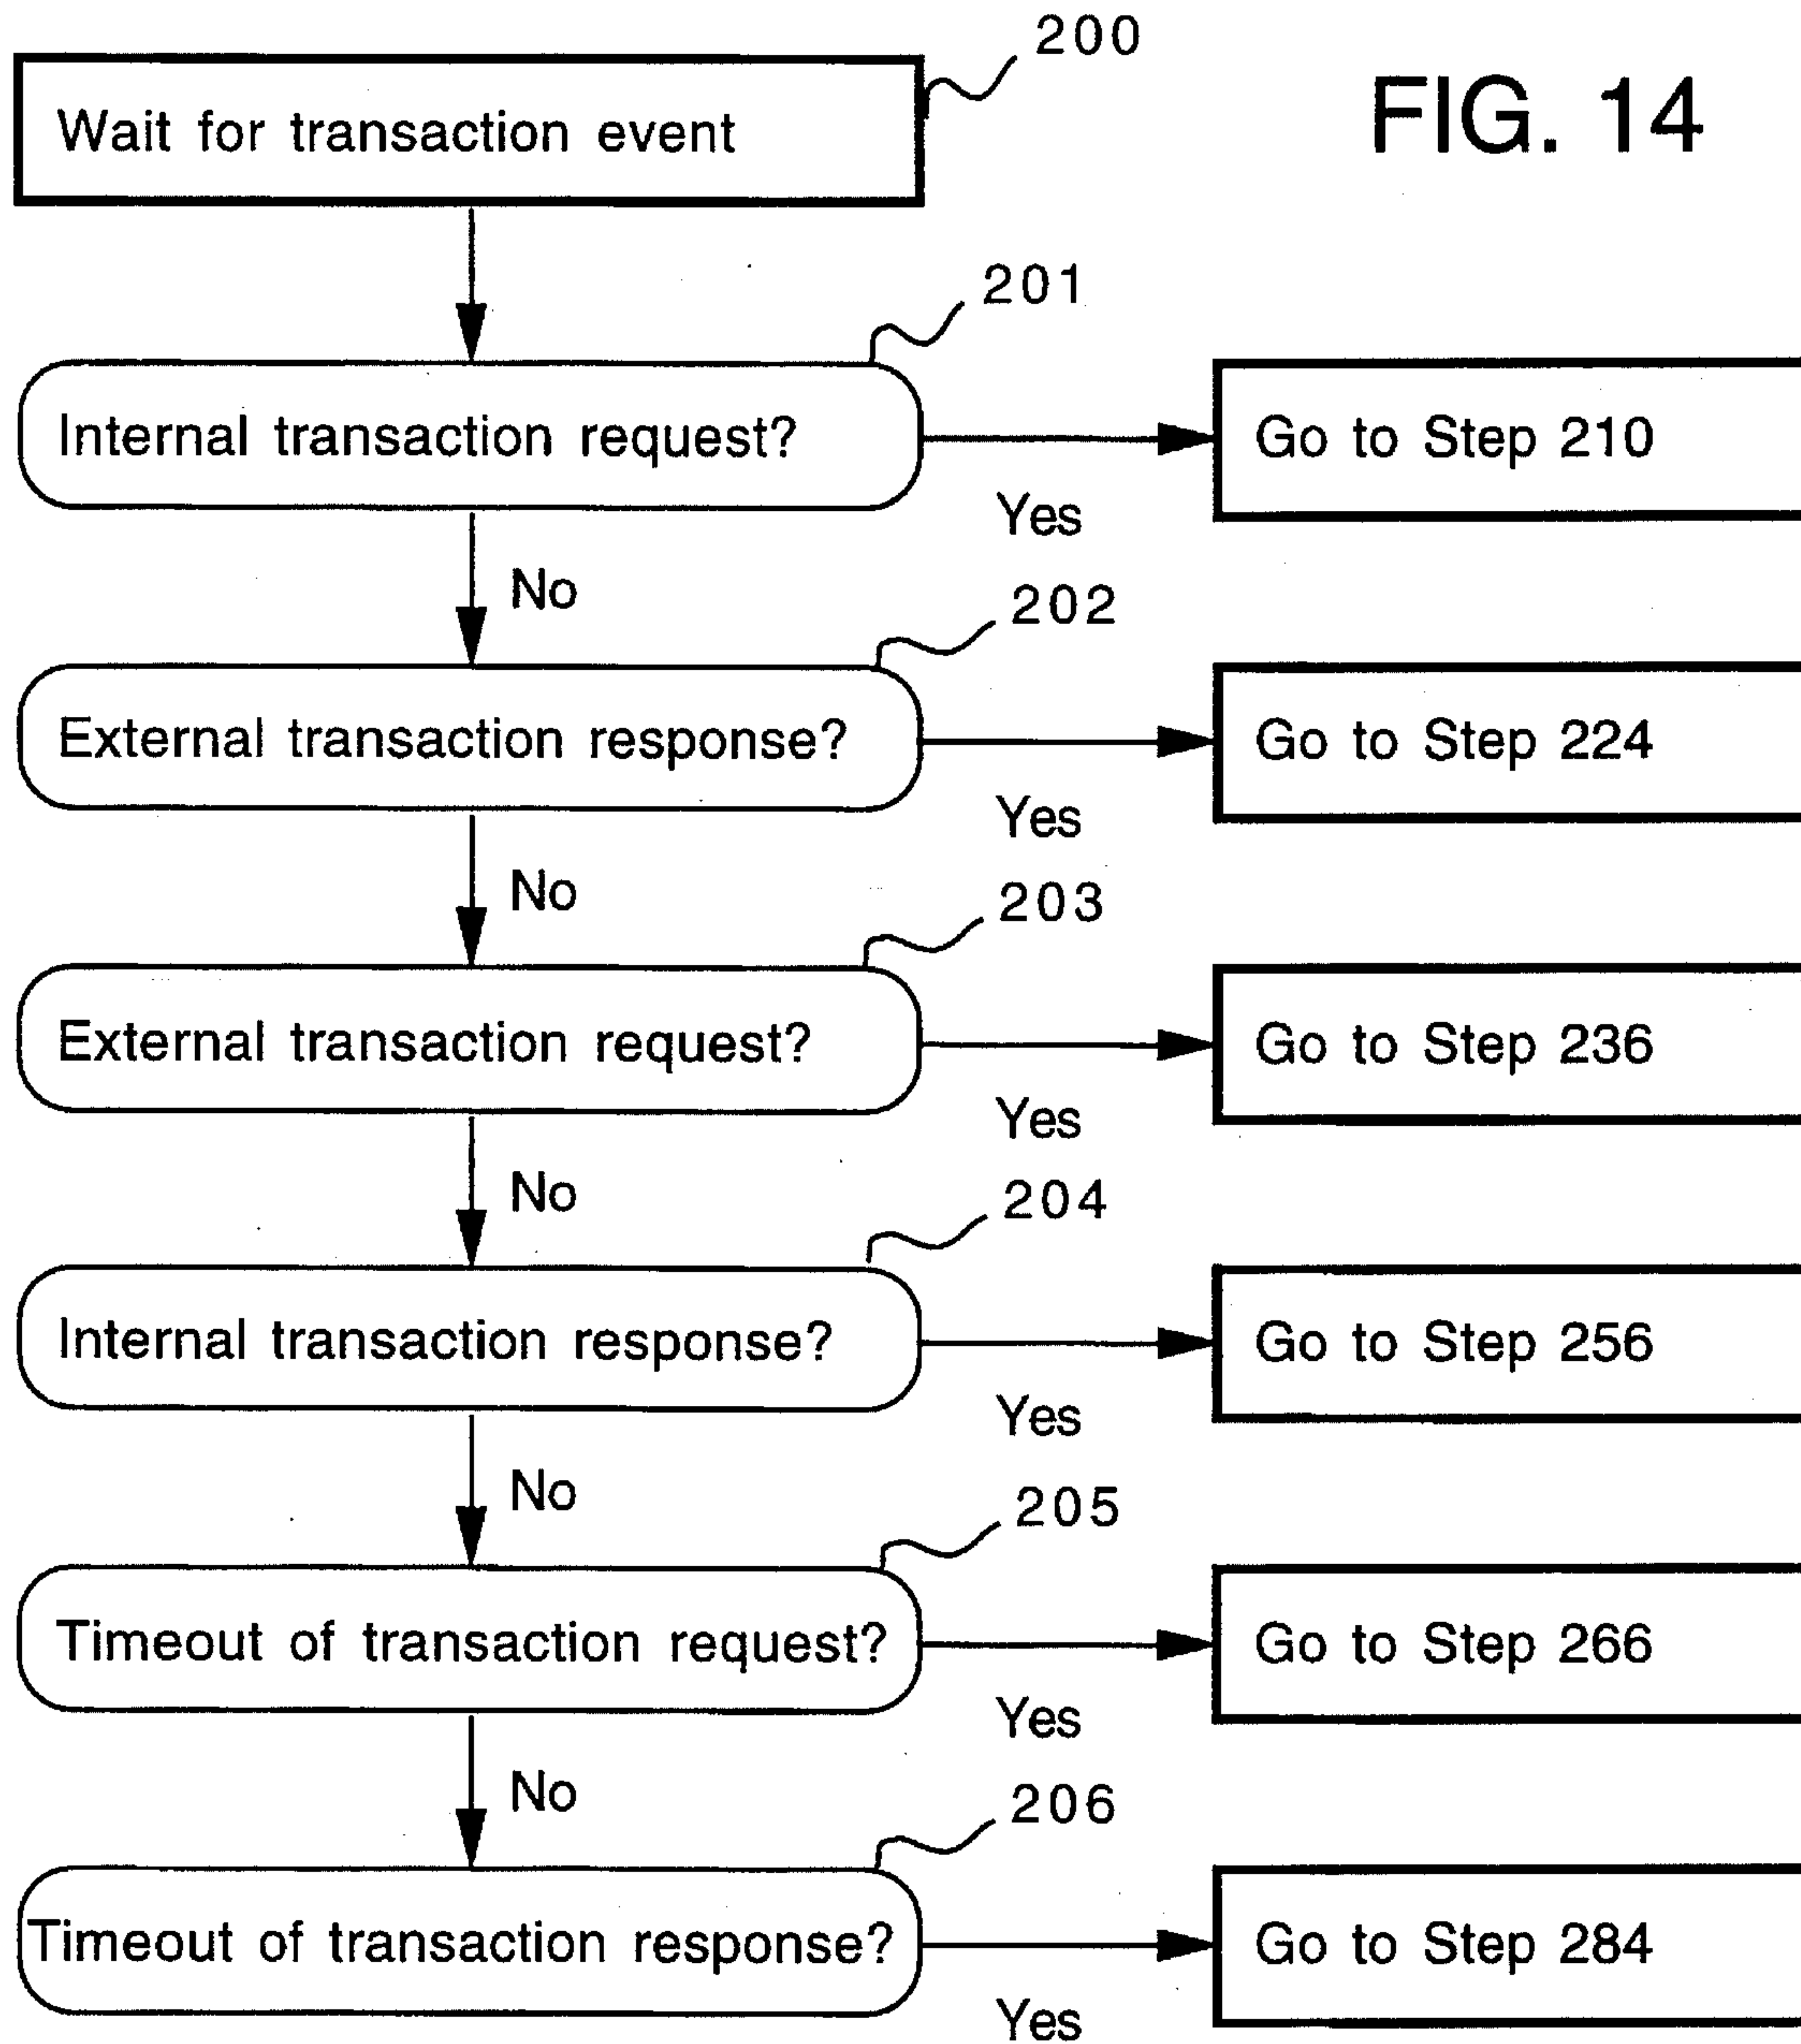 200
FIG. 14
Wait for transaction event
201
Internal transaction request?
Go to Step 210
Yes
No
202
External transaction response?
Go to Step 224
Yes
No
203
External transaction request?
Go to Step 236
Yes
No
204
Internal transaction response?
Go to Step 256
Yes
No
205
Timeout of transaction request?
Go to Step 266
Yes
No
206
Timeout of transaction response?
Go to Step 284
Yes